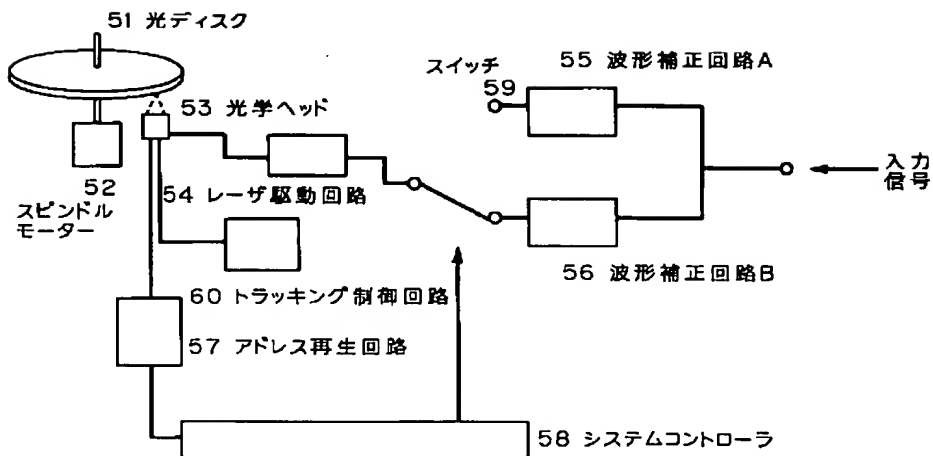 51 光ディスク
スイッチ
59
55 波形補正回路A
53 光学ヘッド
入力
信号
52
スピンドル
モーター
54 レーザ駆動回路
56 波形補正回路B
60 トラッキング制御回路
57 アドレス再生回路
58 システムコントローラ